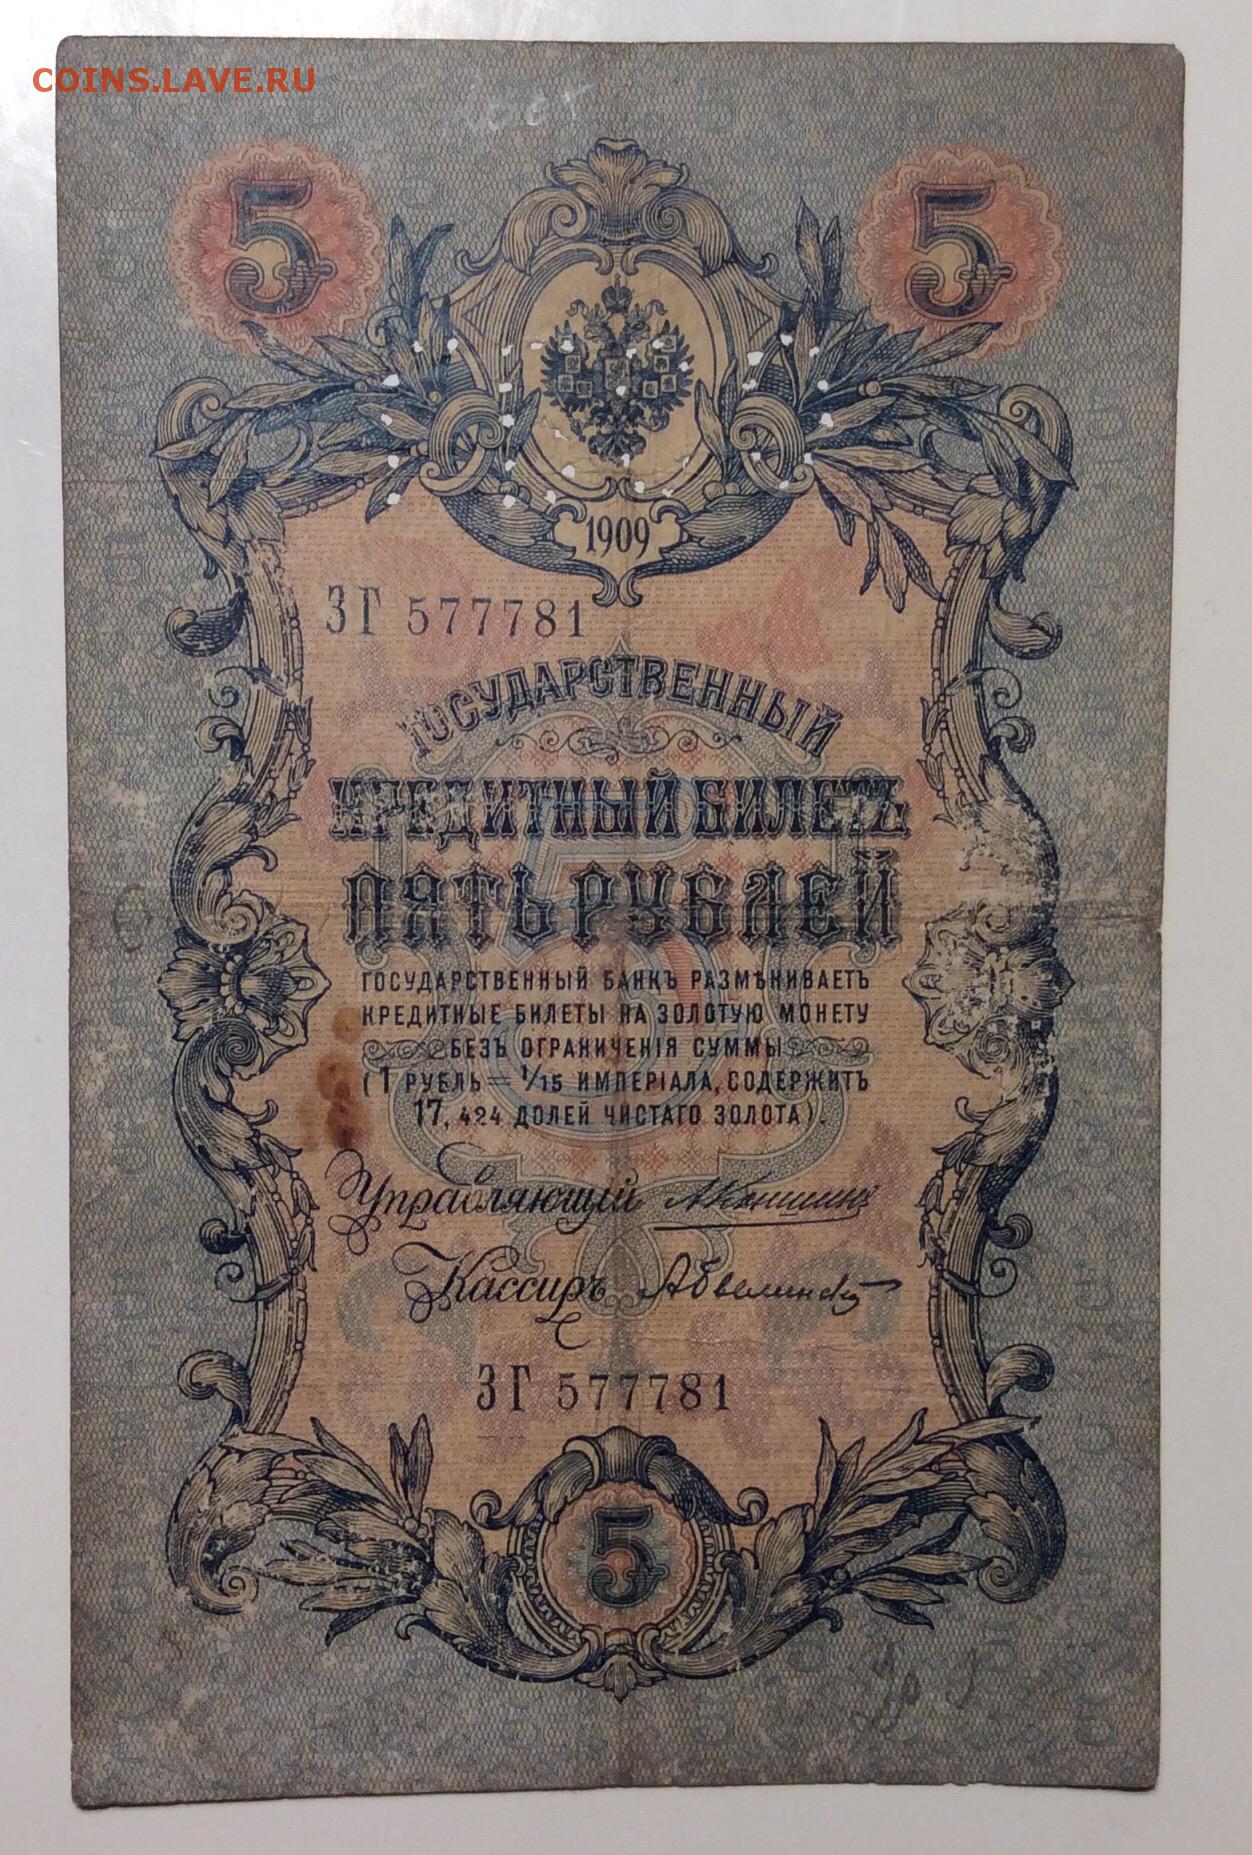 COINS.LAVE.RU
5 5
1909
ЗГ 577781
ГОСУДАРСТВЕННЫЙ
КРЕДИТНЫЙ БИЛЕТЪ
ПЯТЬ РУБЛЕЙ
ГОСУДАРСТВЕННЫЙ БАНКЪ РАЗМѢНИВАЕТЪ
КРЕДИТНЫЕ БИЛЕТЫ НА ЗОЛОТУЮ МОНЕТУ
БЕЗЪ ОГРАНИЧЕНІЯ СУММЫ
(1 РУБЛЬ = 1/15 ИМПЕРІАЛА, СОДЕРЖИТЪ
17, 424 ДОЛЕЙ ЧИСТАГО ЗОЛОТА).
Управляющій АКоншинъ
Кассиръ
ЗГ 577781
5